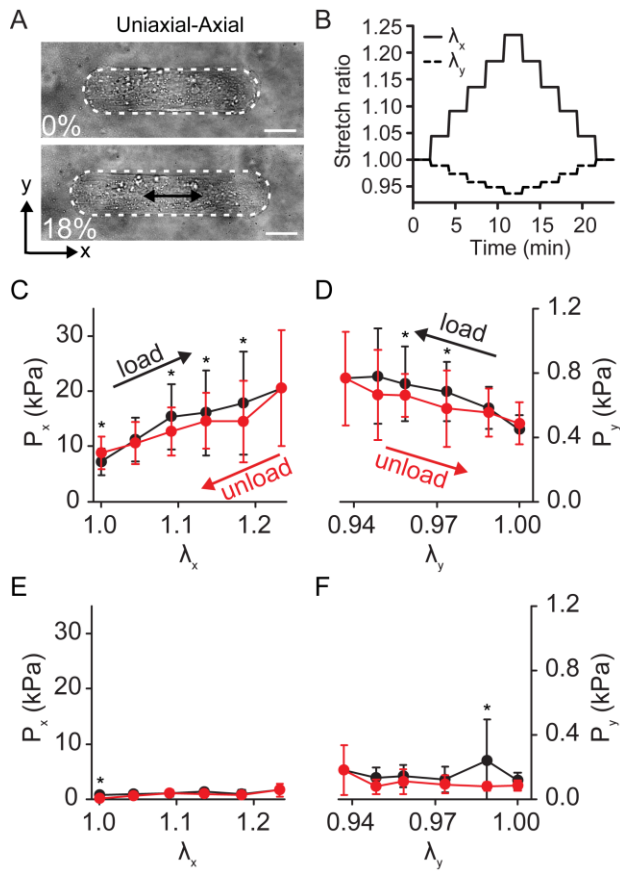 A
Uniaxial-Axial
0%
18%
y
x
B
Stretch ratio
1.25
1.20
1.15
1.10
1.05
1.00
0.95
λx
λy
0 5 10 15 20
Time (min)
C
Px (kPa)
30
20
10
0
load
* * * * *
unload
1.0 1.1 1.2
λx
D
load
* *
unload
0.94 0.97 1.00
λy
1.2
0.8
0.4
0.0
Py (kPa)
E
Px (kPa)
30
20
10
0
*
1.0 1.1 1.2
λx
F
*
0.94 0.97 1.00
λy
1.2
0.8
0.4
0.0
Py (kPa)